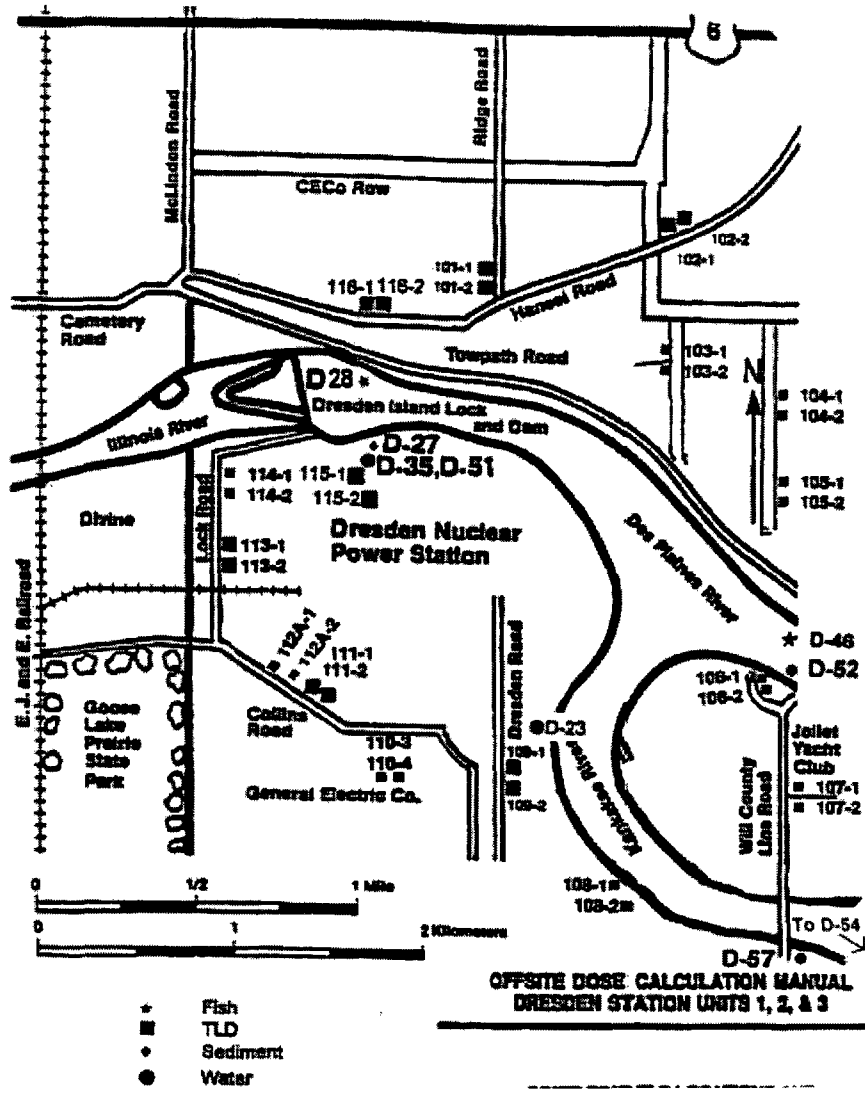 6
McLinden Road
Ridge Road
CECo Row
101-1
101-2
102-2
102-1
116-1 116-2
Hansel Road
Cemetery
Road
Towpath Road
103-1
103-2
N
104-1
104-2
D 28
Dresden Island Lock
and Dam
Illinois River
D-27
D-35,D-51
114-1 115-1
114-2 115-2
105-1
105-2
Divine
Lock Road
Dresden Nuclear
Power Station
Des Plaines River
113-1
113-2
E.J. and E. Railroad
112A-1
112A-2
111-1
111-2
Dresden Road
D-46
D-52
106-1
106-2
Goose
Lake
Prairie
State
Park
Collins
Road
D-23
110-3
110-4
General Electric Co.
109-1
109-2
Kankakee River
Joliet
Yacht
Club
Will County
Line Road
107-1
107-2
108-1
108-2
0 1/2 1 Mile
0 1 2 Kilometers
To D-54
D-57
OFFSITE DOSE CALCULATION MANUAL
DRESDEN STATION UNITS 1, 2, & 3
Fish
TLD
Sediment
Water